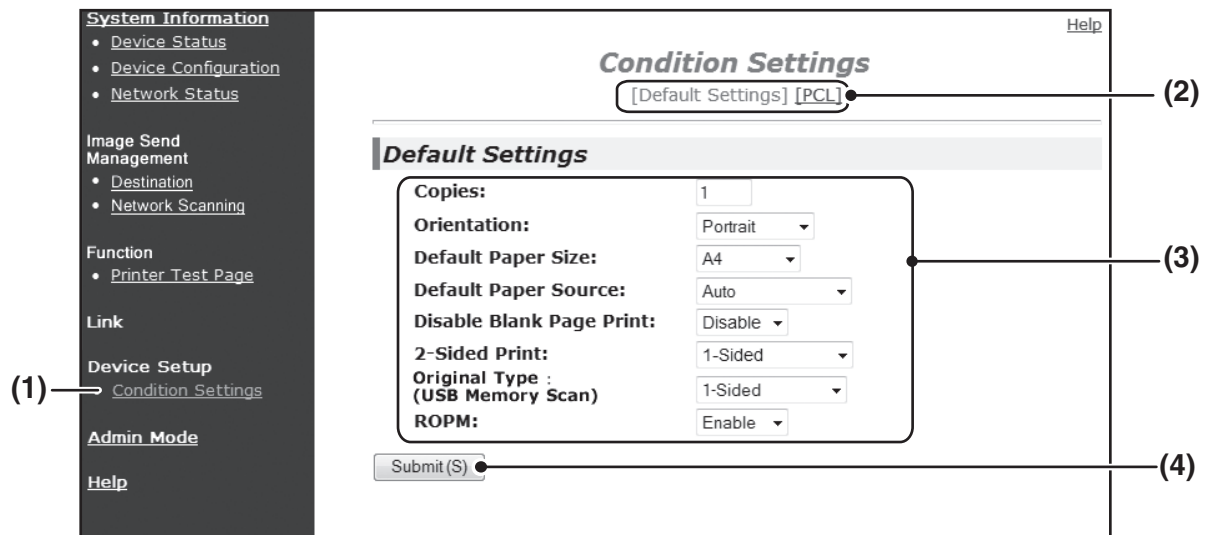 System Information
• Device Status
• Device Configuration
• Network Status
Image Send
Management
• Destination
• Network Scanning
Function
• Printer Test Page
Link
Device Setup
Condition Settings
Admin Mode
Help
(1)
Help
Condition Settings
[Default Settings] [PCL]
(2)
Default Settings
Copies: 1
Orientation: Portrait
Default Paper Size: A4
Default Paper Source: Auto
Disable Blank Page Print: Disable
2-Sided Print: 1-Sided
Original Type :
(USB Memory Scan) 1-Sided
ROPM: Enable
(3)
Submit(S)
(4)